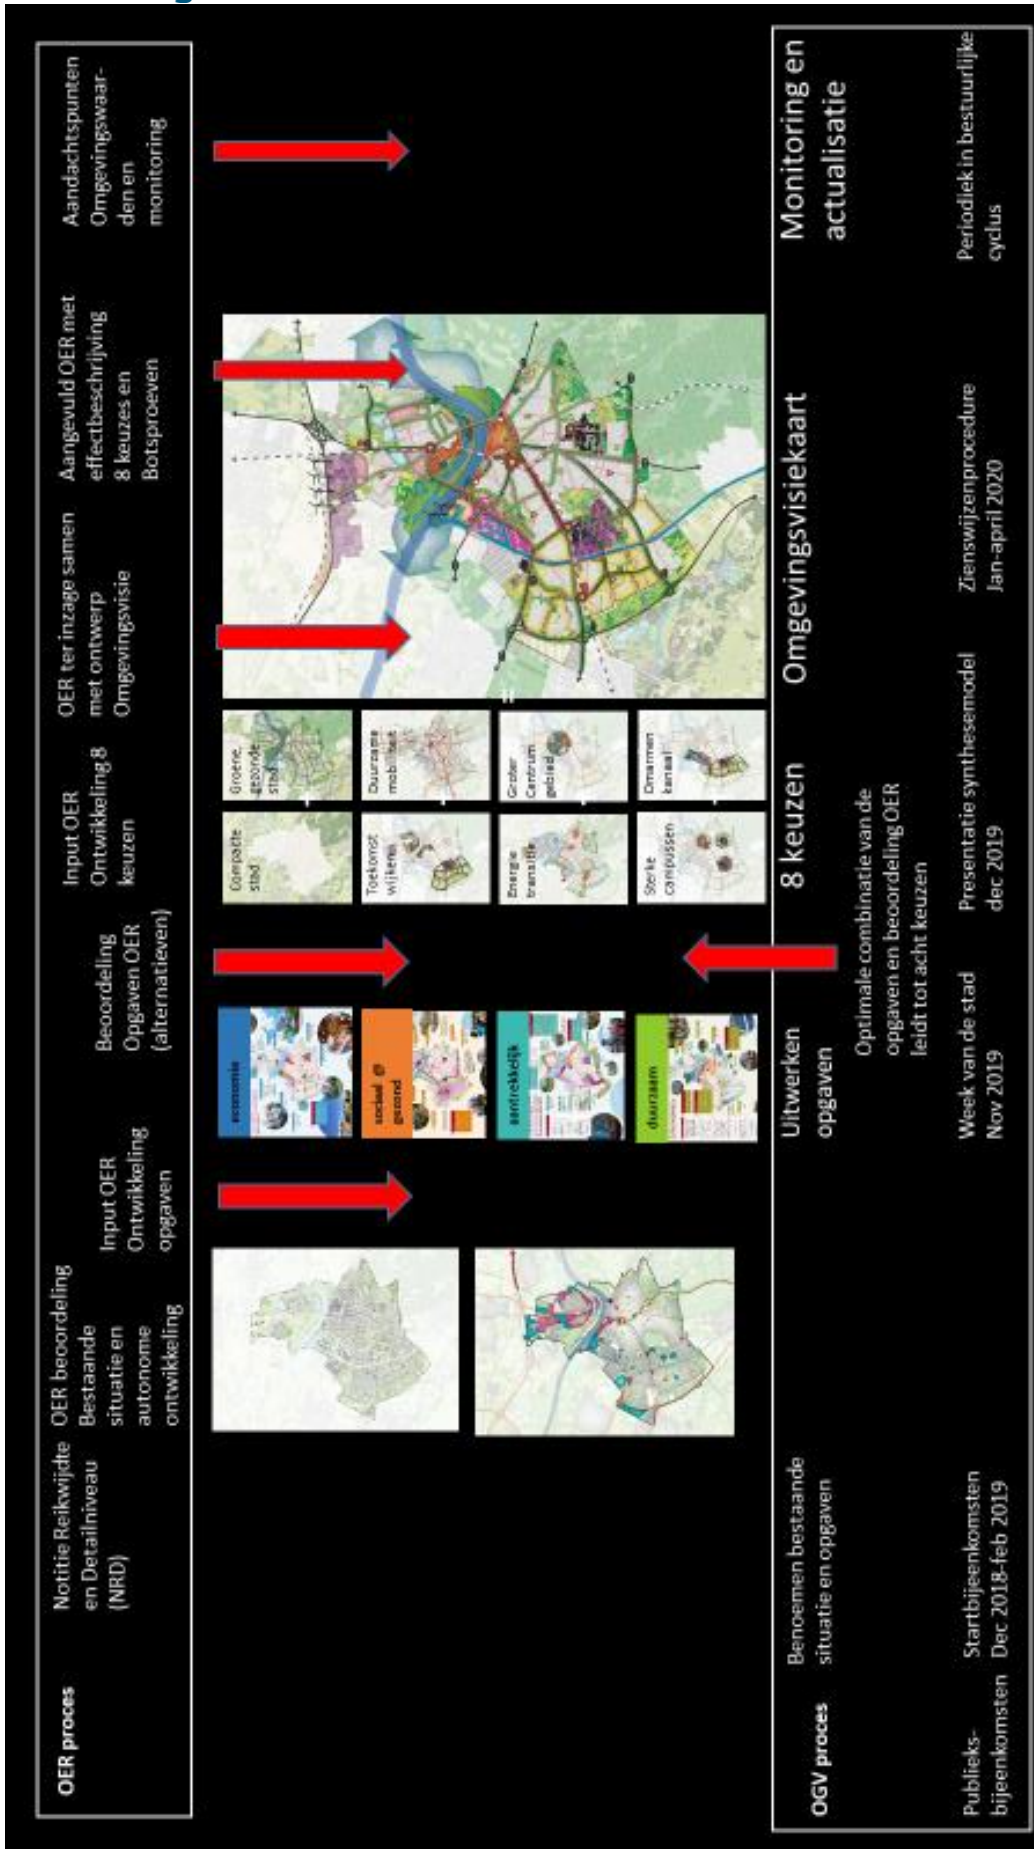 OER proces
Notitie Reikwijdte
en Detailniveau
(NRD)
OER beoordeling
Bestaande
situatie en
autonome
ontwikkeling
Input OER
Ontwikkeling
opgaven
Beoordeling
Opgaven OER
(alternatieven)
Input OER
Ontwikkeling 8
keuzen
OER ter inzage samen
met ontwerp
Omgevingsvisie
Aangevuld OER met
effectbeschrijving
8 keuzes en
Botsproeven
Aandachtspunten
Omgevingswaar-
den en
monitoring
economie
sociaal @
gezond
aantrekkelijk
duurzaam
Compacte
stad
Groene,
gezonde
stad
Toekomst
wijken
Duurzame
mobiliteit
Energie
transitie
Groter
Centrum
gebied
Sterke
campussen
Omarmen
kanaal
=
OGV proces
Benoemen bestaande
situatie en opgaven
Uitwerken
opgaven
8 keuzen
Omgevingsvisiekaart
Monitoring en
actualisatie
Optimale combinatie van de
opgaven en beoordeling OER
leidt tot acht keuzen
Publieks-
bijeenkomsten
Startbijeenkomsten
Dec 2018-feb 2019
Week van de stad
Nov 2019
Presentatie synthesemodel
dec 2019
Zienswijzenprocedure
Jan-april 2020
Periodiek in bestuurlijke
cyclus